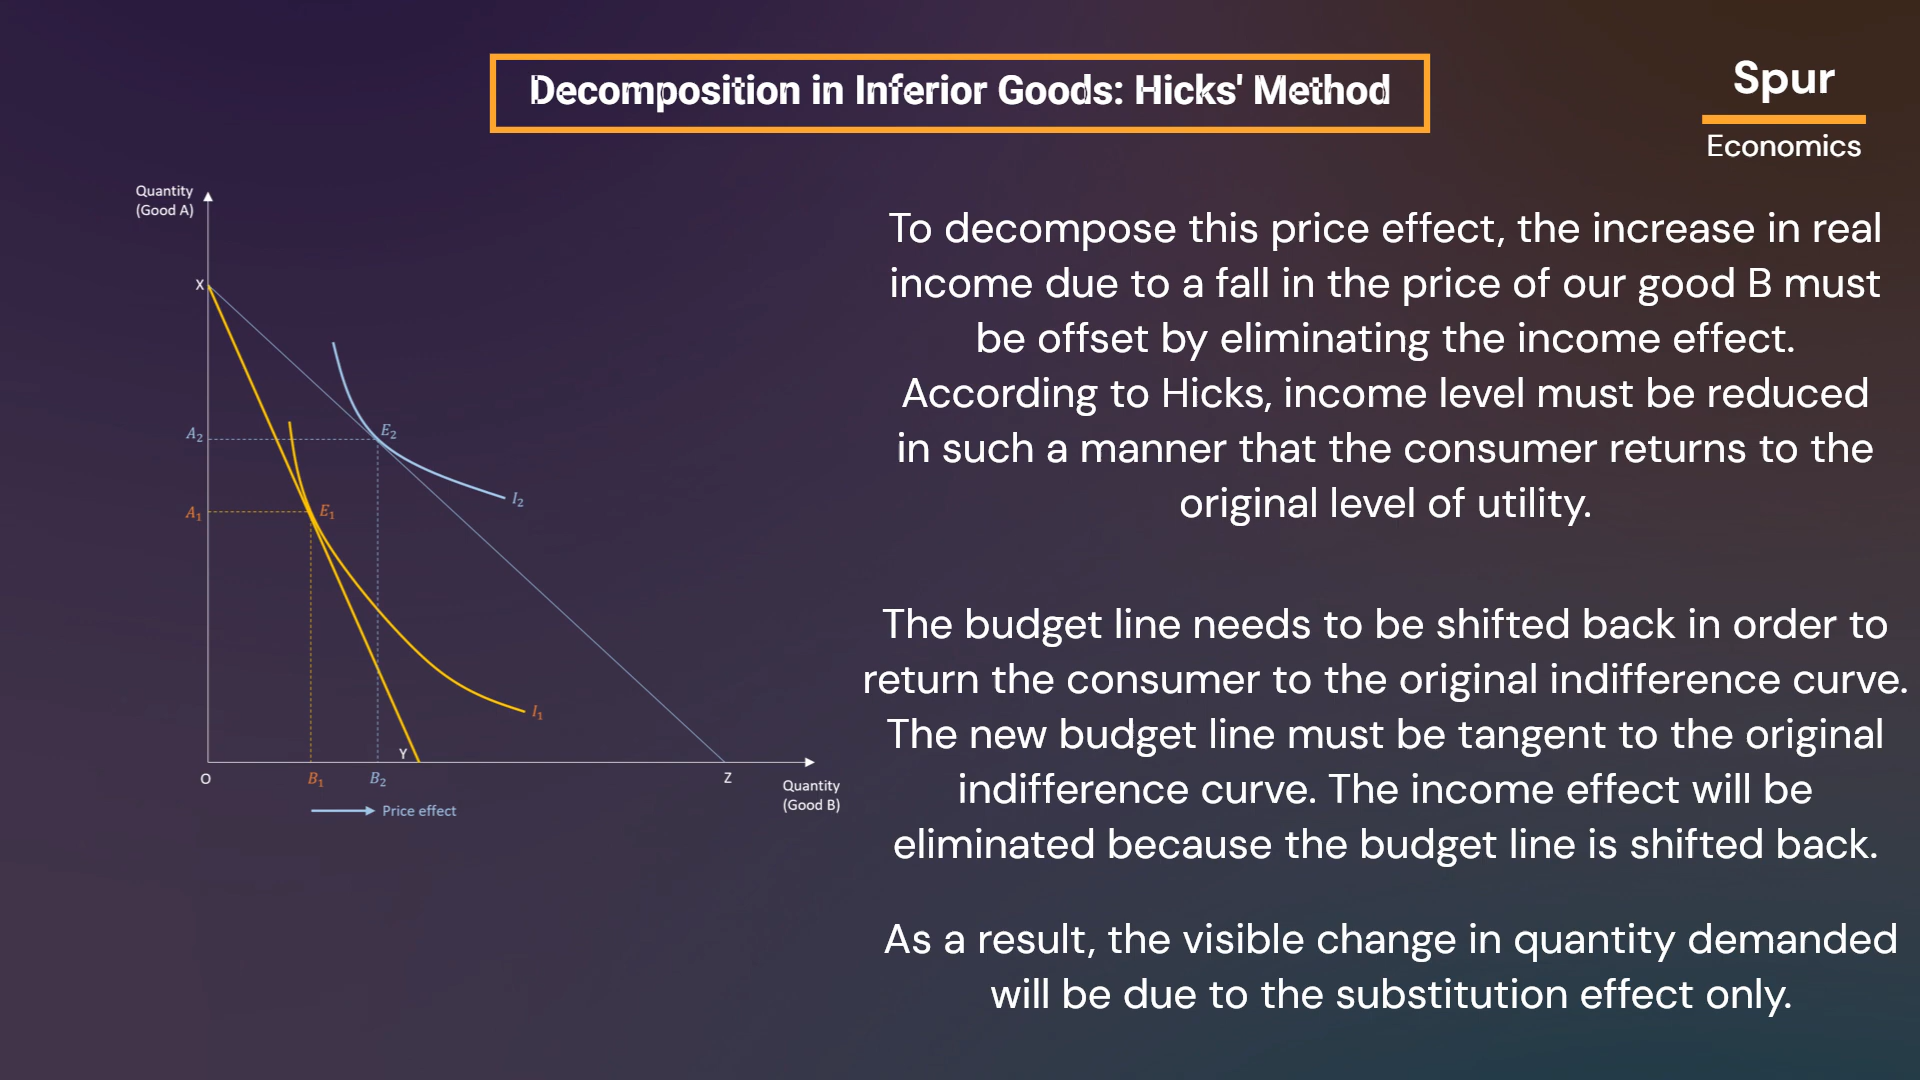 Decomposition in Inferior Goods: Hicks' Method
Spur
Economics
Quantity
(Good A)
X
A₂
E₂
I₂
A₁
E₁
I₁
Y
O
B₁
B₂
Z
Quantity
(Good B)
Price effect
To decompose this price effect, the increase in real
income due to a fall in the price of our good B must
be offset by eliminating the income effect.
According to Hicks, income level must be reduced
in such a manner that the consumer returns to the
original level of utility.
The budget line needs to be shifted back in order to
return the consumer to the original indifference curve.
The new budget line must be tangent to the original
indifference curve. The income effect will be
eliminated because the budget line is shifted back.
As a result, the visible change in quantity demanded
will be due to the substitution effect only.